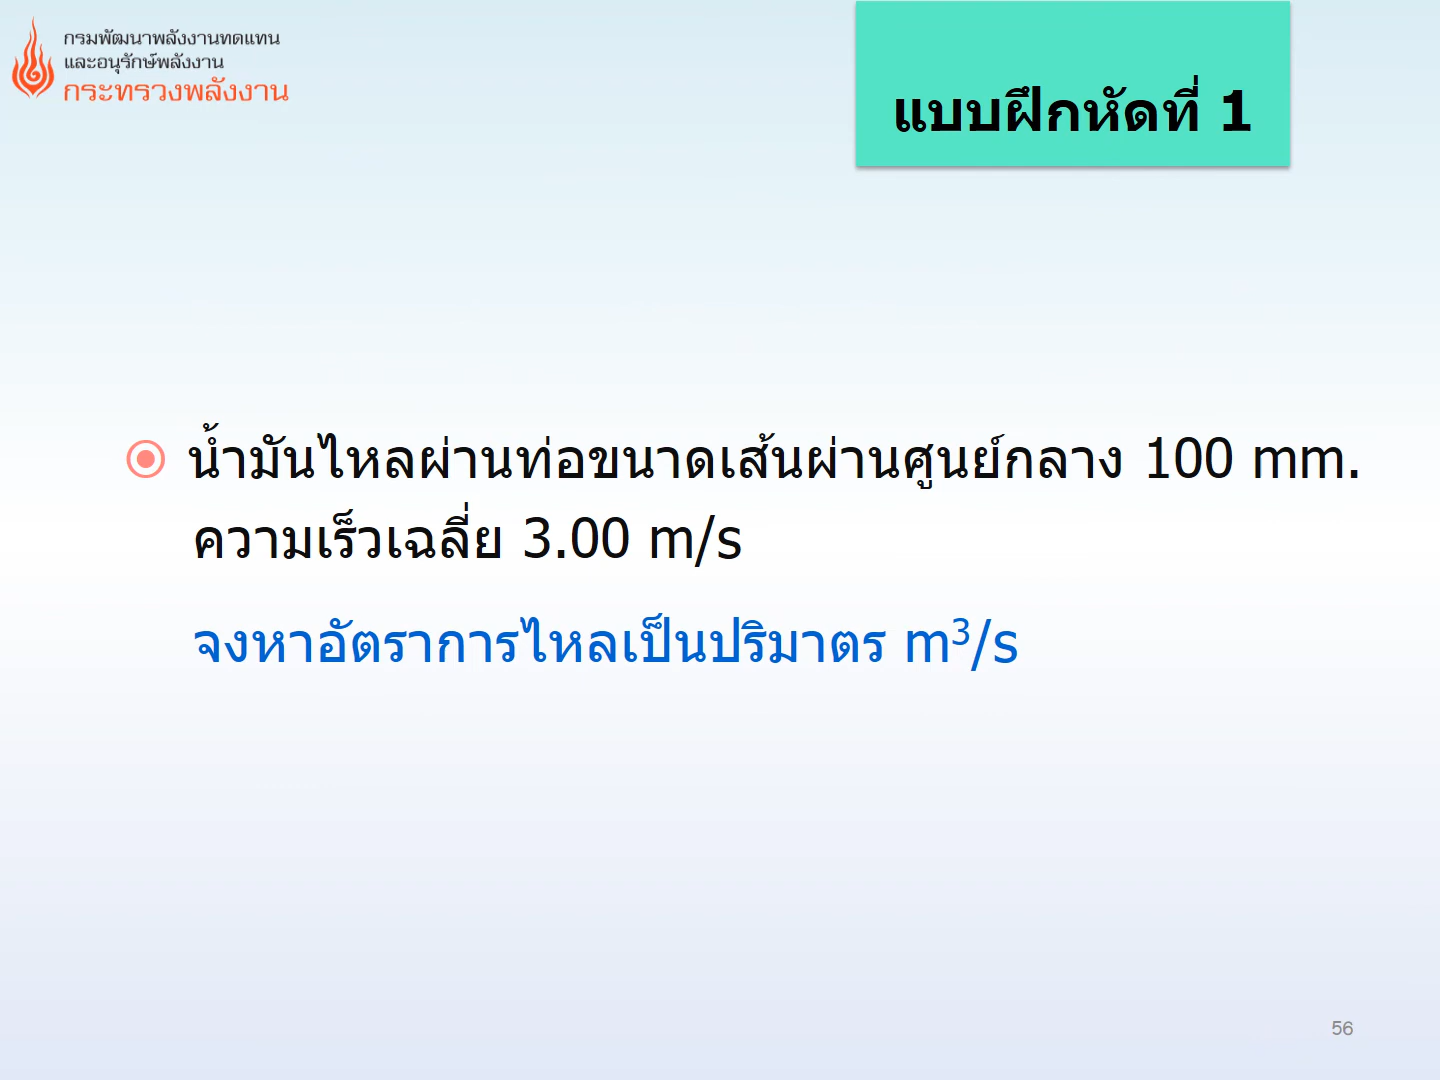 กรมพัฒนาพลังงานทดแทน
และอนุรักษ์พลังงาน
กระทรวงพลังงาน
แบบฝึกหัดที่ 1
น้ำมันไหลผ่านท่อขนาดเส้นผ่านศูนย์กลาง 100 mm.
ความเร็วเฉลี่ย 3.00 m/s
จงหาอัตราการไหลเป็นปริมาตร m³/s
56